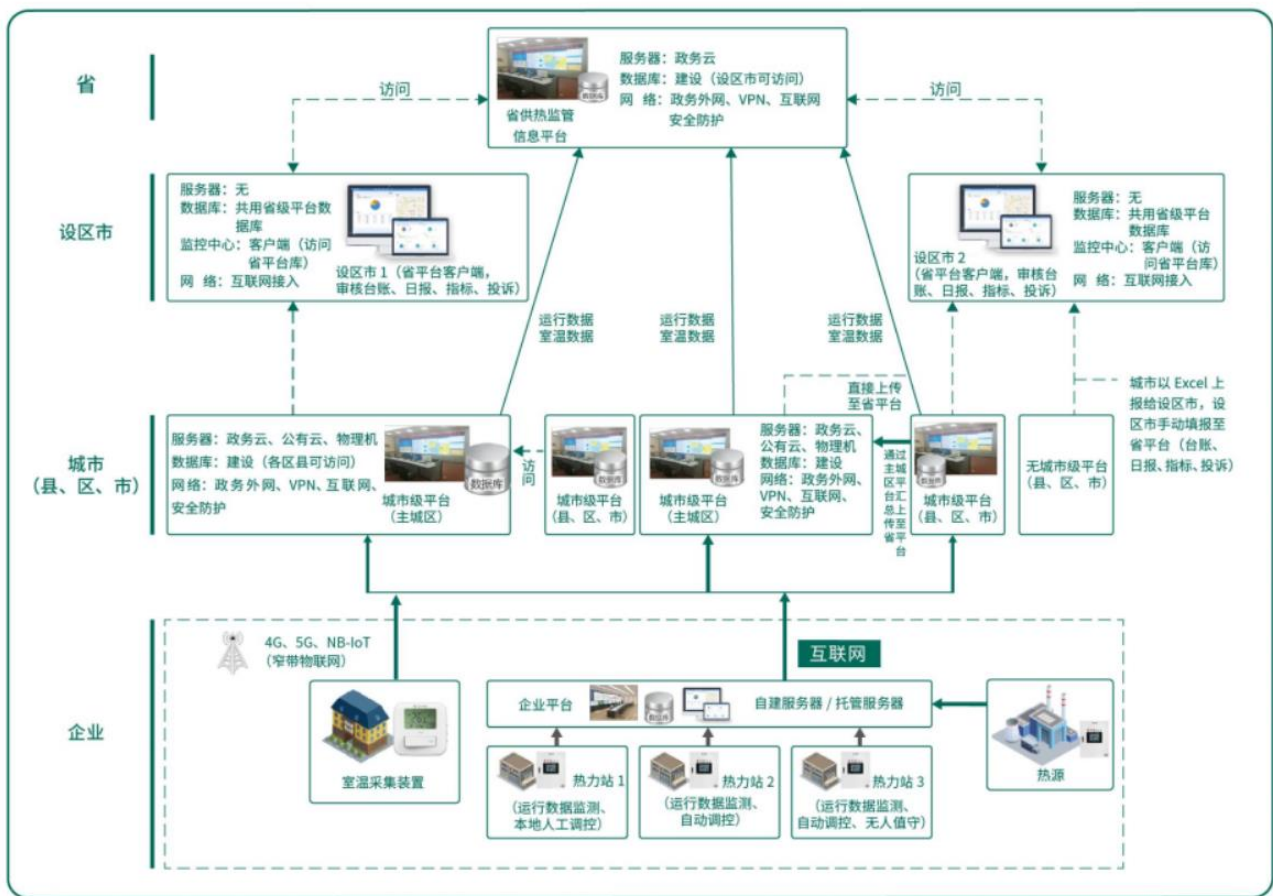 省
服务器：政务云
数据库：建设（设区市可访问）
网 络：政务外网、VPN、互联网
安全防护
数据库
省供热监管
信息平台
访问
访问
设区市
服务器：无
数据库：共用省级平台数
据库
监控中心：客户端（访问
省平台库）
网 络：互联网接入
设区市 1（省平台客户端，
审核台账、日报、指标、投诉）
设区市 2
（省平台客户端，审核台
账、日报、指标、投诉）
服务器：无
数据库：共用省级平台
数据库
监控中心：客户端（访
问省平台库）
网 络：互联网接入
运行数据
室温数据
运行数据
室温数据
运行数据
室温数据
直接上传
至省平台
城市以 Excel 上
报给设区市，设
区市手动填报至
省平台（台账、
日报、指标、投诉）
城市
（县、区、市）
服务器：政务云、公有云、物理机
数据库：建设（各区县可访问）
网络：政务外网、VPN、互联网、
安全防护
数据库
城市级平台
（主城区）
访问
数据库
城市级平台
（县、区、市）
数据库
城市级平台
（主城区）
服务器：政务云、
公有云、物理机
数据库：建设
网络：政务外网、
VPN、互联网、
安全防护
通过主城区平台汇总上传至省平台
数据库
城市级平台
（县、区、市）
无城市级平台
（县、区、市）
企业
4G、5G、NB-IoT
（窄带物联网）
互联网
室温采集装置
企业平台
数据库
自建服务器 / 托管服务器
热力站 1
（运行数据监测、
本地人工调控）
热力站 2
（运行数据监测、
自动调控）
热力站 3
（运行数据监测、
自动调控、无人值守）
热源